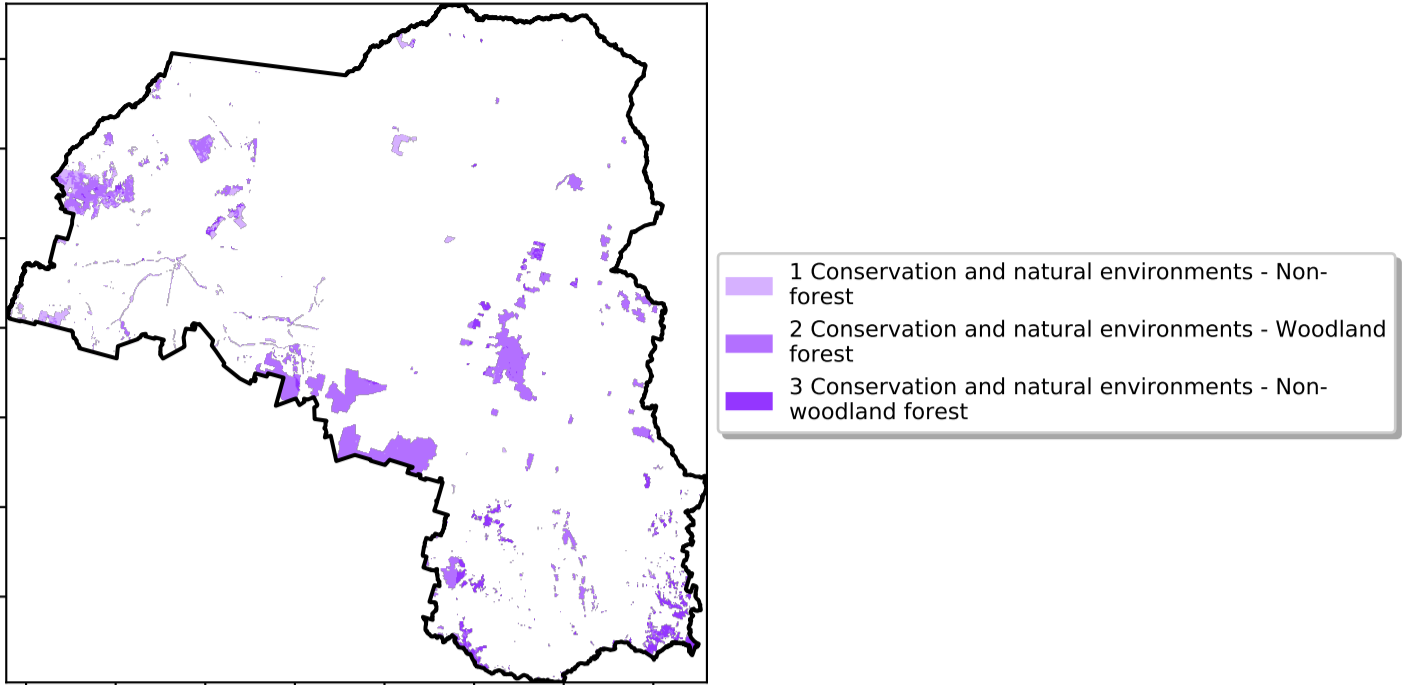 1 Conservation and natural environments - Non-
forest
2 Conservation and natural environments - Woodland
forest
3 Conservation and natural environments - Non-
woodland forest